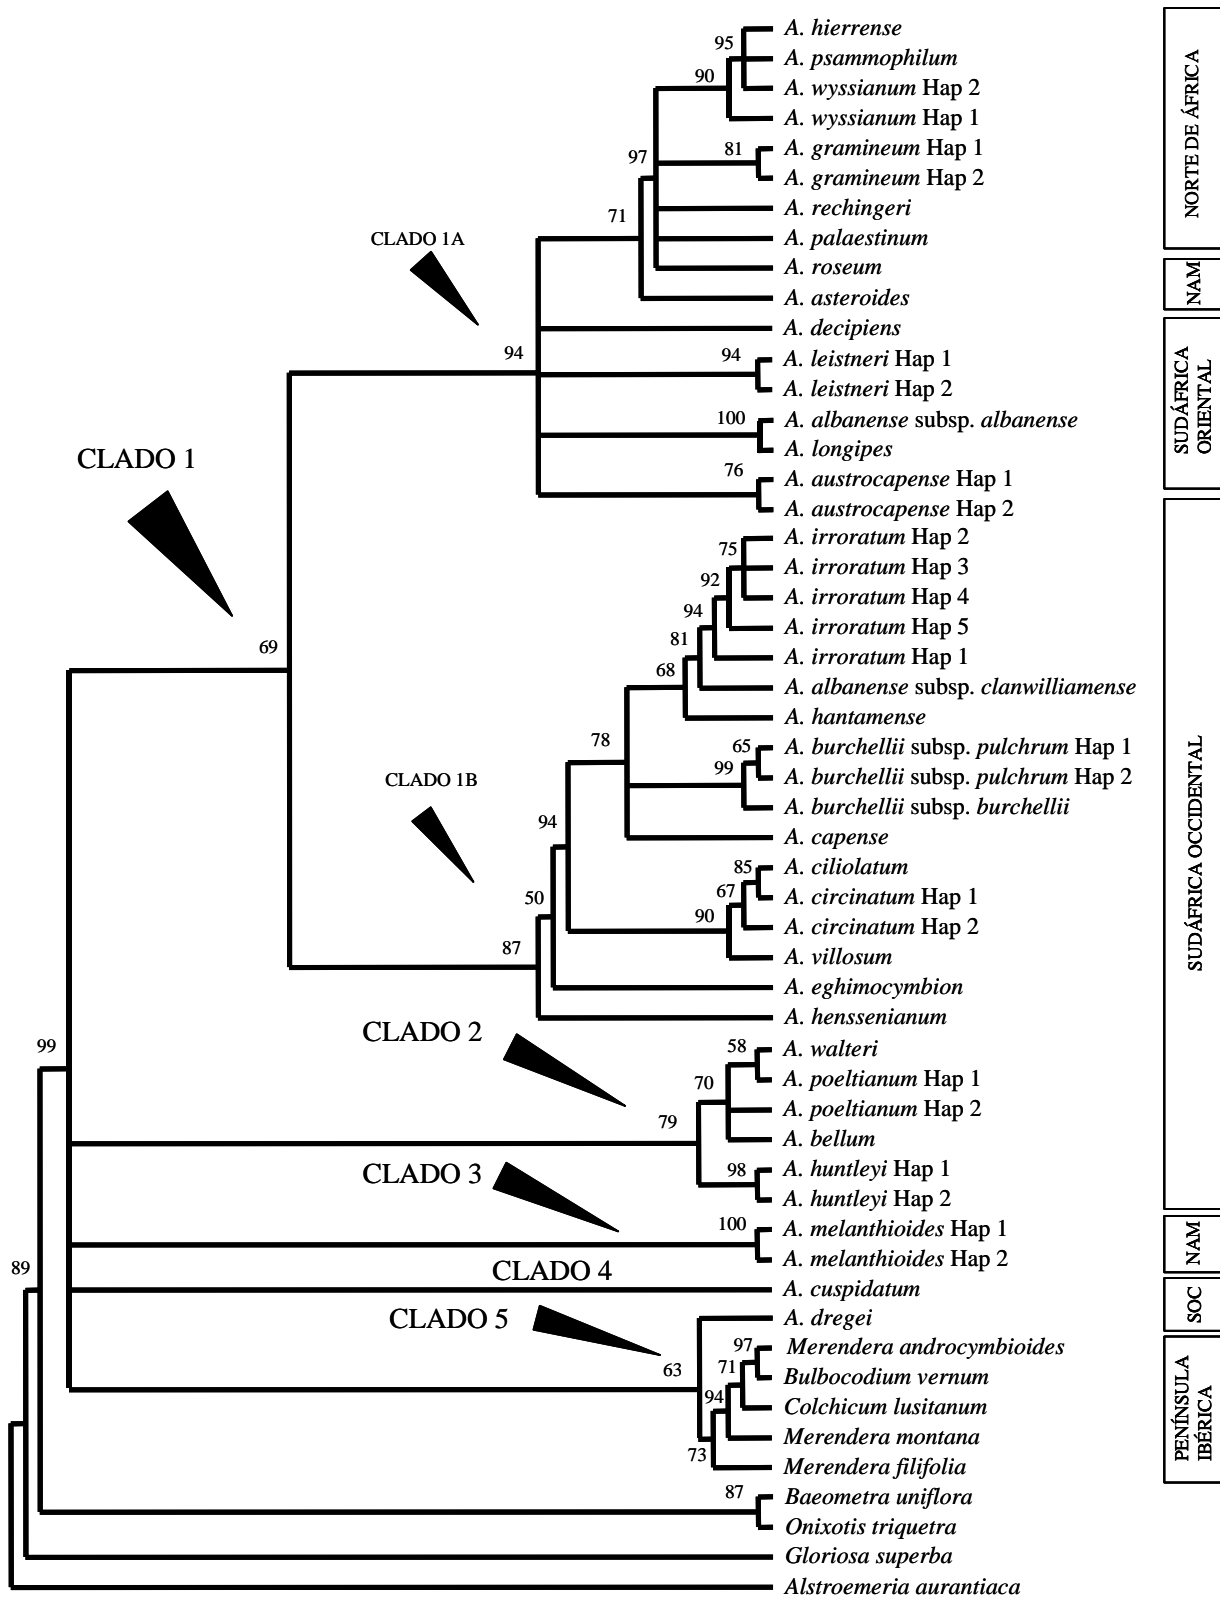 A. hierrense
95
A. psammophilum
90
A. wyssianum Hap 2
A. wyssianum Hap 1
81
A. gramineum Hap 1
97
A. gramineum Hap 2
A. rechingeri
71
A. palaestinum
CLADO 1A
A. roseum
A. asteroides
A. decipiens
94
94
A. leistneri Hap 1
A. leistneri Hap 2
100
A. albanense subsp. albanense
A. longipes
CLADO 1
76
A. austrocapense Hap 1
A. austrocapense Hap 2
A. irroratum Hap 2
75
A. irroratum Hap 3
92
A. irroratum Hap 4
94
A. irroratum Hap 5
81
69
A. irroratum Hap 1
68
A. albanense subsp. clanwilliamense
A. hantamense
78
65
A. burchellii subsp. pulchrum Hap 1
99
A. burchellii subsp. pulchrum Hap 2
CLADO 1B
A. burchellii subsp. burchellii
94
A. capense
85
A. ciliolatum
67
A. circinatum Hap 1
50
90
A. circinatum Hap 2
87
A. villosum
A. eghimocymbion
A. henssenianum
CLADO 2
99
58
A. walteri
70
A. poeltianum Hap 1
79
A. poeltianum Hap 2
A. bellum
CLADO 3
98
A. huntleyi Hap 1
A. huntleyi Hap 2
100
A. melanthioides Hap 1
A. melanthioides Hap 2
89
CLADO 4
A. cuspidatum
CLADO 5
A. dregei
97
Merendera androcymbioides
63
71
Bulbocodium vernum
94
Colchicum lusitanum
Merendera montana
73
Merendera filifolia
87
Baeometra uniflora
Onixotis triquetra
Gloriosa superba
Alstroemeria aurantiaca
NORTE DE ÁFRICA
NAM
SUDÁFRICA
ORIENTAL
SUDÁFRICA OCCIDENTAL
NAM
SOC
PENÍNSULA
IBÉRICA